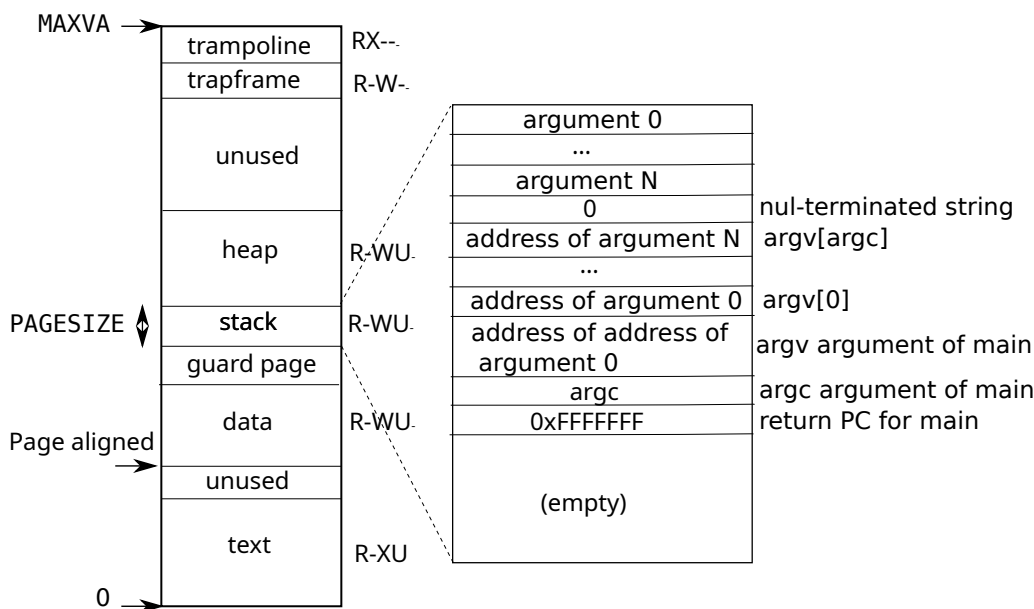 MAXVA
trampoline
RX--
trapframe
R-W-
unused
heap
R-WU
PAGESIZE
stack
R-WU
guard page
data
R-WU
Page aligned
unused
text
R-XU
0
argument 0
...
argument N
0
nul-terminated string
address of argument N
argv[argc]
...
address of argument 0
argv[0]
address of address of
argument 0
argv argument of main
argc
argc argument of main
0xFFFFFFF
return PC for main
(empty)